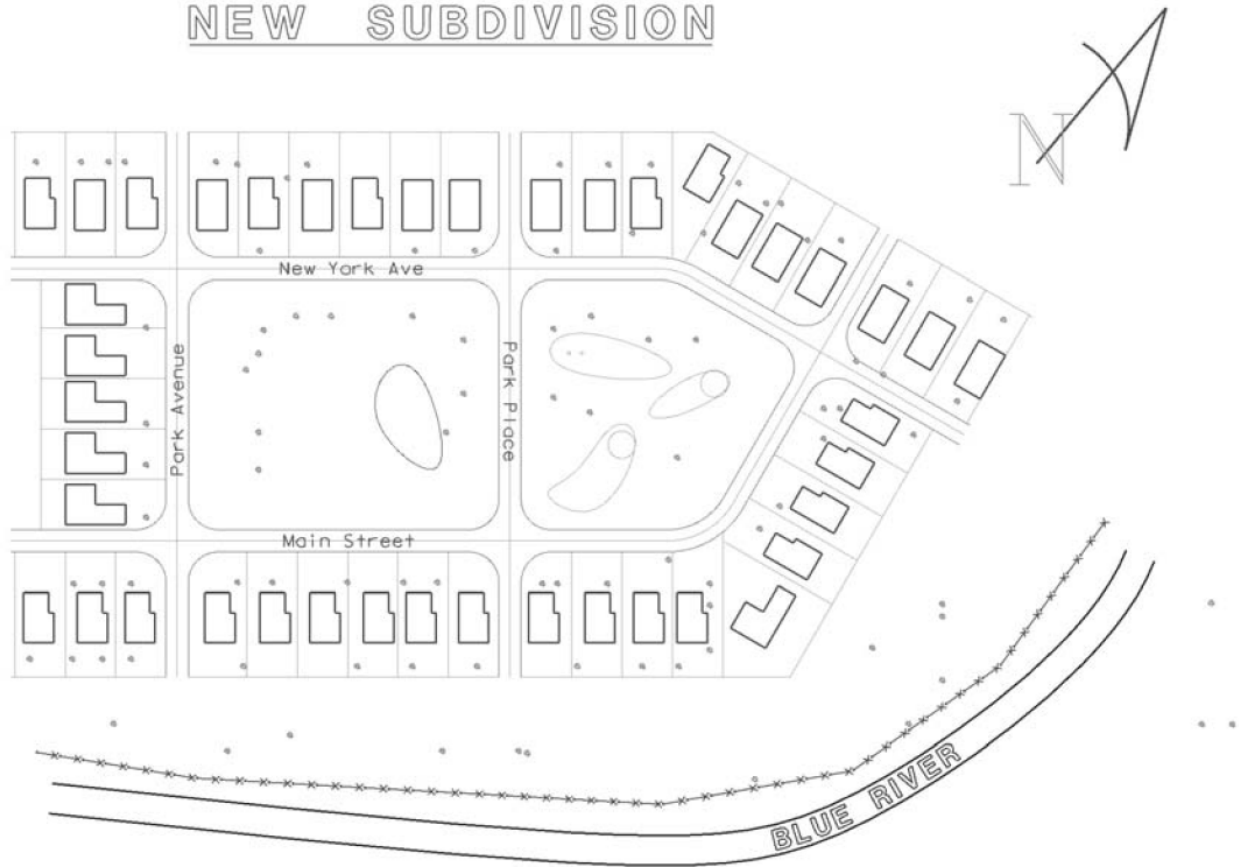 NEW SUBDIVISION
N
New York Ave
Park Avenue
Park Place
Main Street
BLUE RIVER